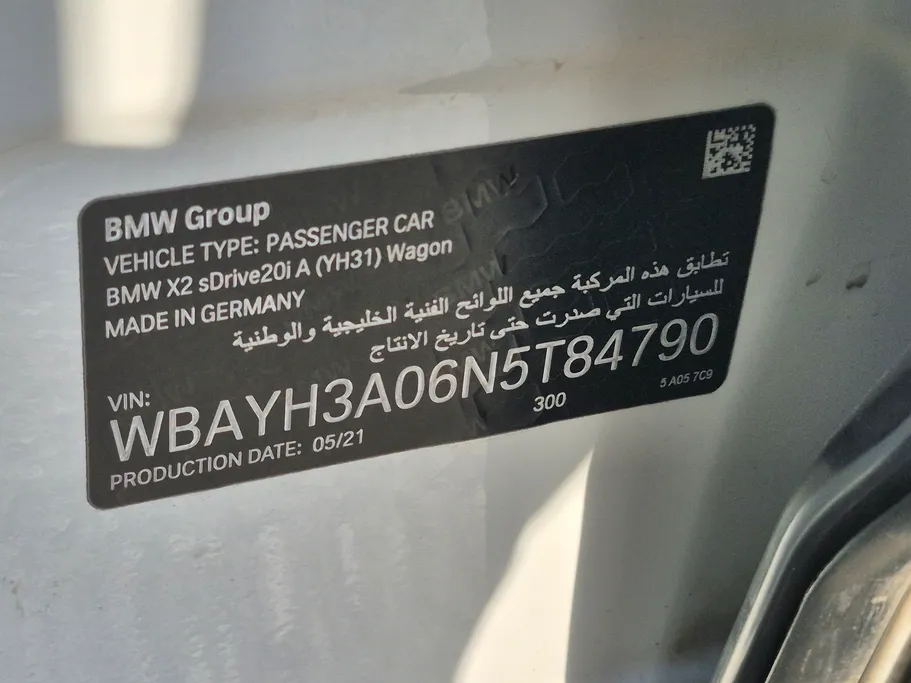 BMW Group
VEHICLE TYPE: PASSENGER CAR
BMW X2 sDrive20i A (YH31) Wagon
MADE IN GERMANY
تطابق هذه المركبة جميع اللوائح الفنية الخليجية والوطنية
للسيارات التي صدرت حتى تاريخ الانتاج
VIN:
WBAYH3A06N5T84790
PRODUCTION DATE: 05/21
300
5 A05 7C9
BMW
BMW